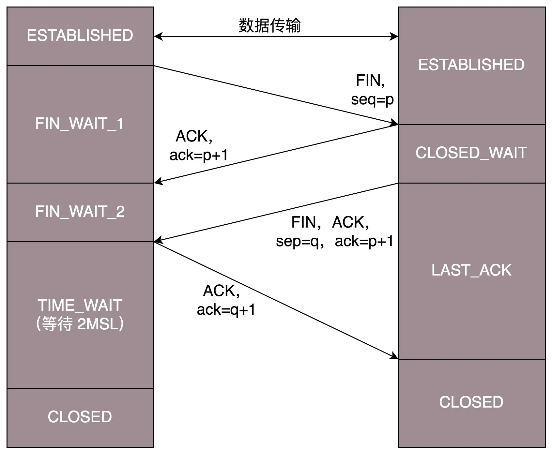 ESTABLISHED
数据传输
ESTABLISHED
FIN,
seq=p
FIN_WAIT_1
ACK,
ack=p+1
CLOSED_WAIT
FIN_WAIT_2
FIN, ACK,
sep=q, ack=p+1
LAST_ACK
TIME_WAIT
(等待 2MSL)
ACK,
ack=q+1
CLOSED
CLOSED